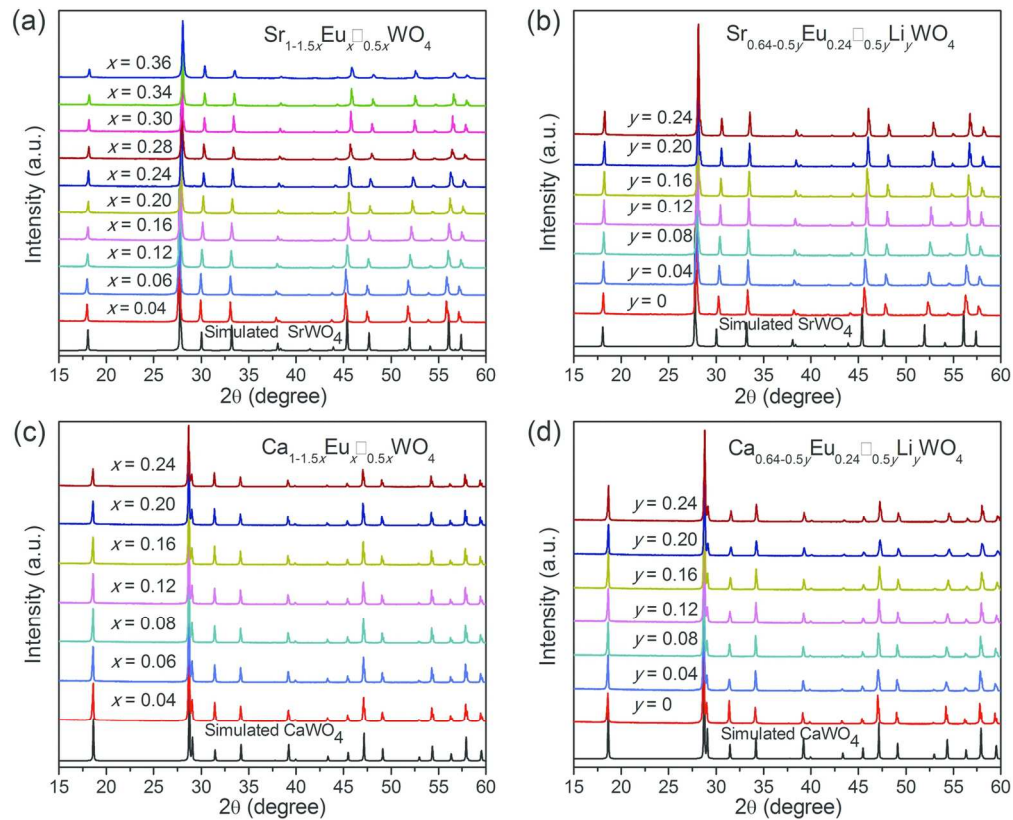 (a)
Sr1-1.5xEux□0.5xWO4
x = 0.36
x = 0.34
x = 0.30
x = 0.28
x = 0.24
x = 0.20
x = 0.16
x = 0.12
x = 0.06
x = 0.04
Simulated SrWO4
Intensity (a.u.)
15 20 25 30 35 40 45 50 55 60
2θ (degree)
(b)
Sr0.64-0.5yEu0.24□0.5yLiyWO4
y = 0.24
y = 0.20
y = 0.16
y = 0.12
y = 0.08
y = 0.04
y = 0
Simulated SrWO4
Intensity (a.u.)
15 20 25 30 35 40 45 50 55 60
2θ (degree)
(c)
Ca1-1.5xEux□0.5xWO4
x = 0.24
x = 0.20
x = 0.16
x = 0.12
x = 0.08
x = 0.06
x = 0.04
Simulated CaWO4
Intensity (a.u.)
15 20 25 30 35 40 45 50 55 60
2θ (degree)
(d)
Ca0.64-0.5yEu0.24□0.5yLiyWO4
y = 0.24
y = 0.20
y = 0.16
y = 0.12
y = 0.08
y = 0.04
y = 0
Simulated CaWO4
Intensity (a.u.)
15 20 25 30 35 40 45 50 55 60
2θ (degree)